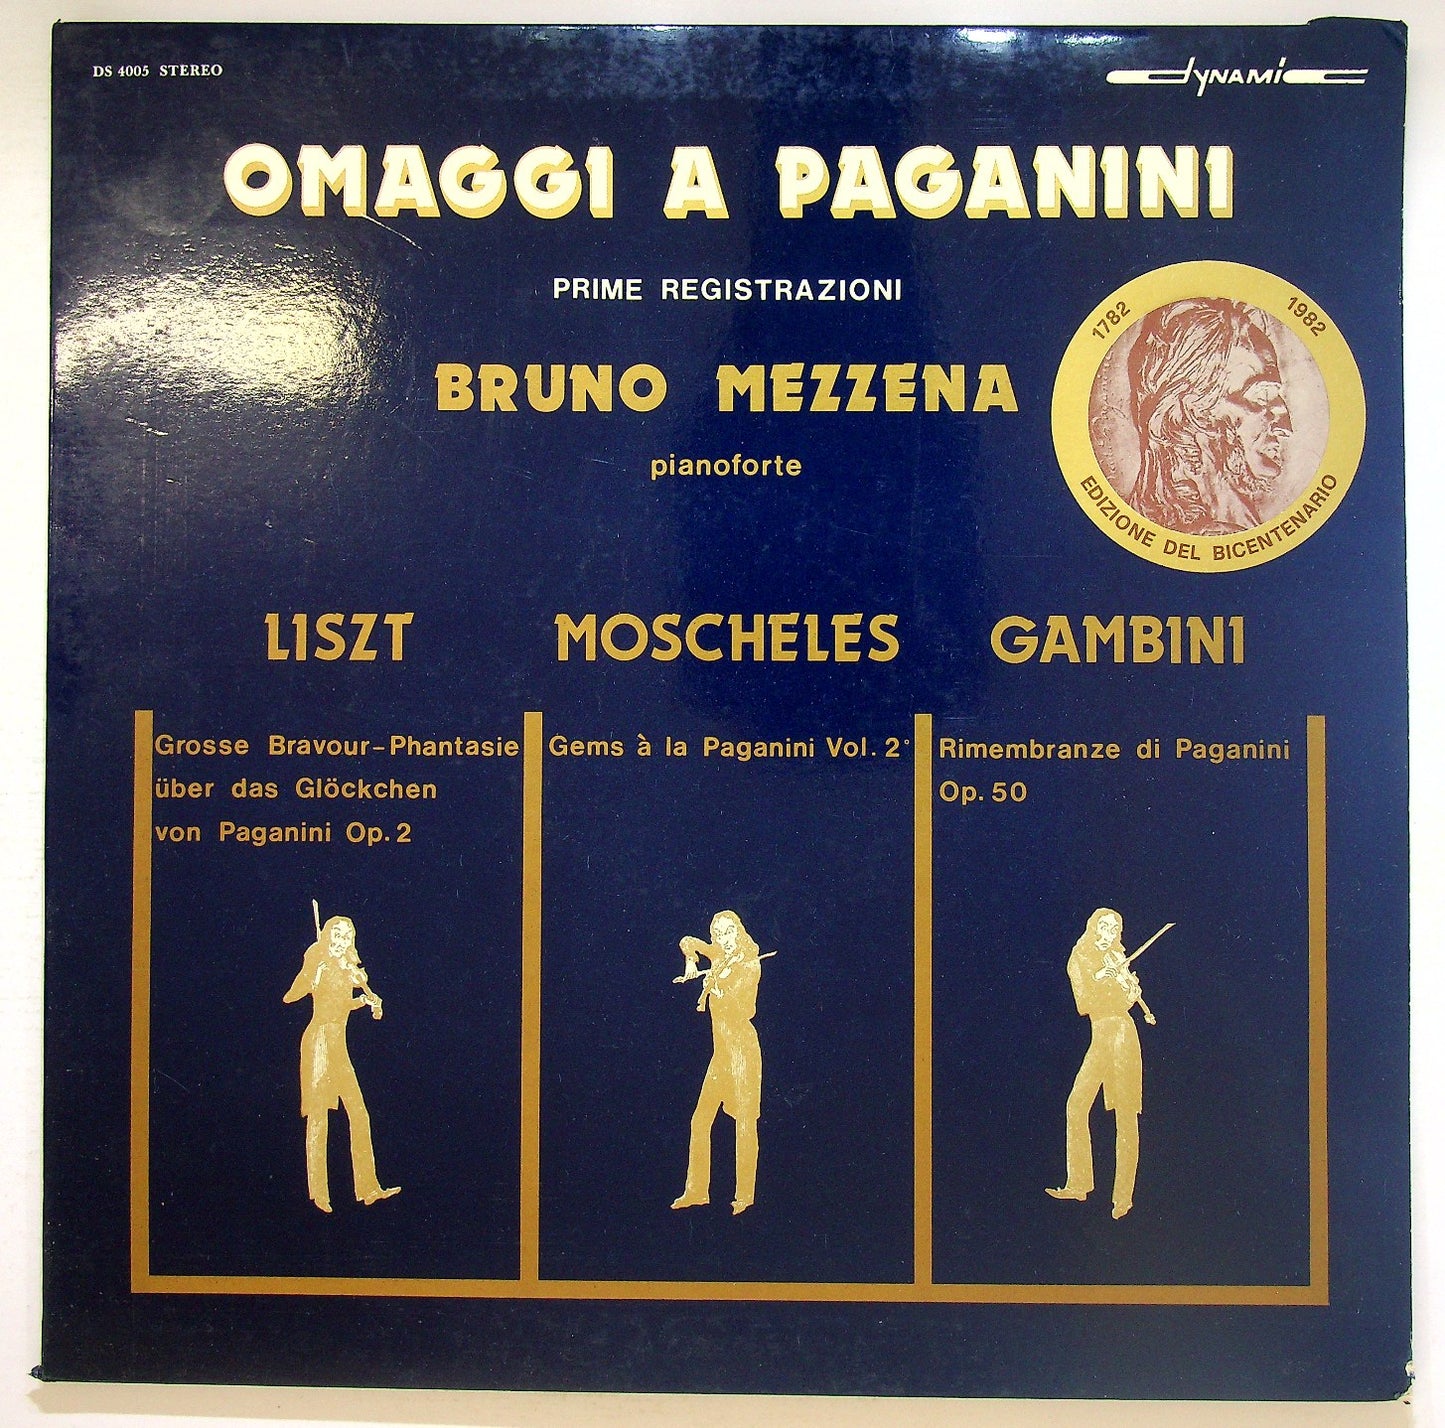 DS 4005 STEREO
dYNAMiC
OMAGGI A PAGANINI
PRIME REGISTRAZIONI
BRUNO MEZZENA
pianoforte
1782 1982
EDIZIONE DEL BICENTENARIO
LISZT
Grosse Bravour-Phantasie
über das Glöckchen
von Paganini Op. 2
MOSCHELES
Gems à la Paganini Vol. 2°
GAMBINI
Rimembranze di Paganini
Op. 50